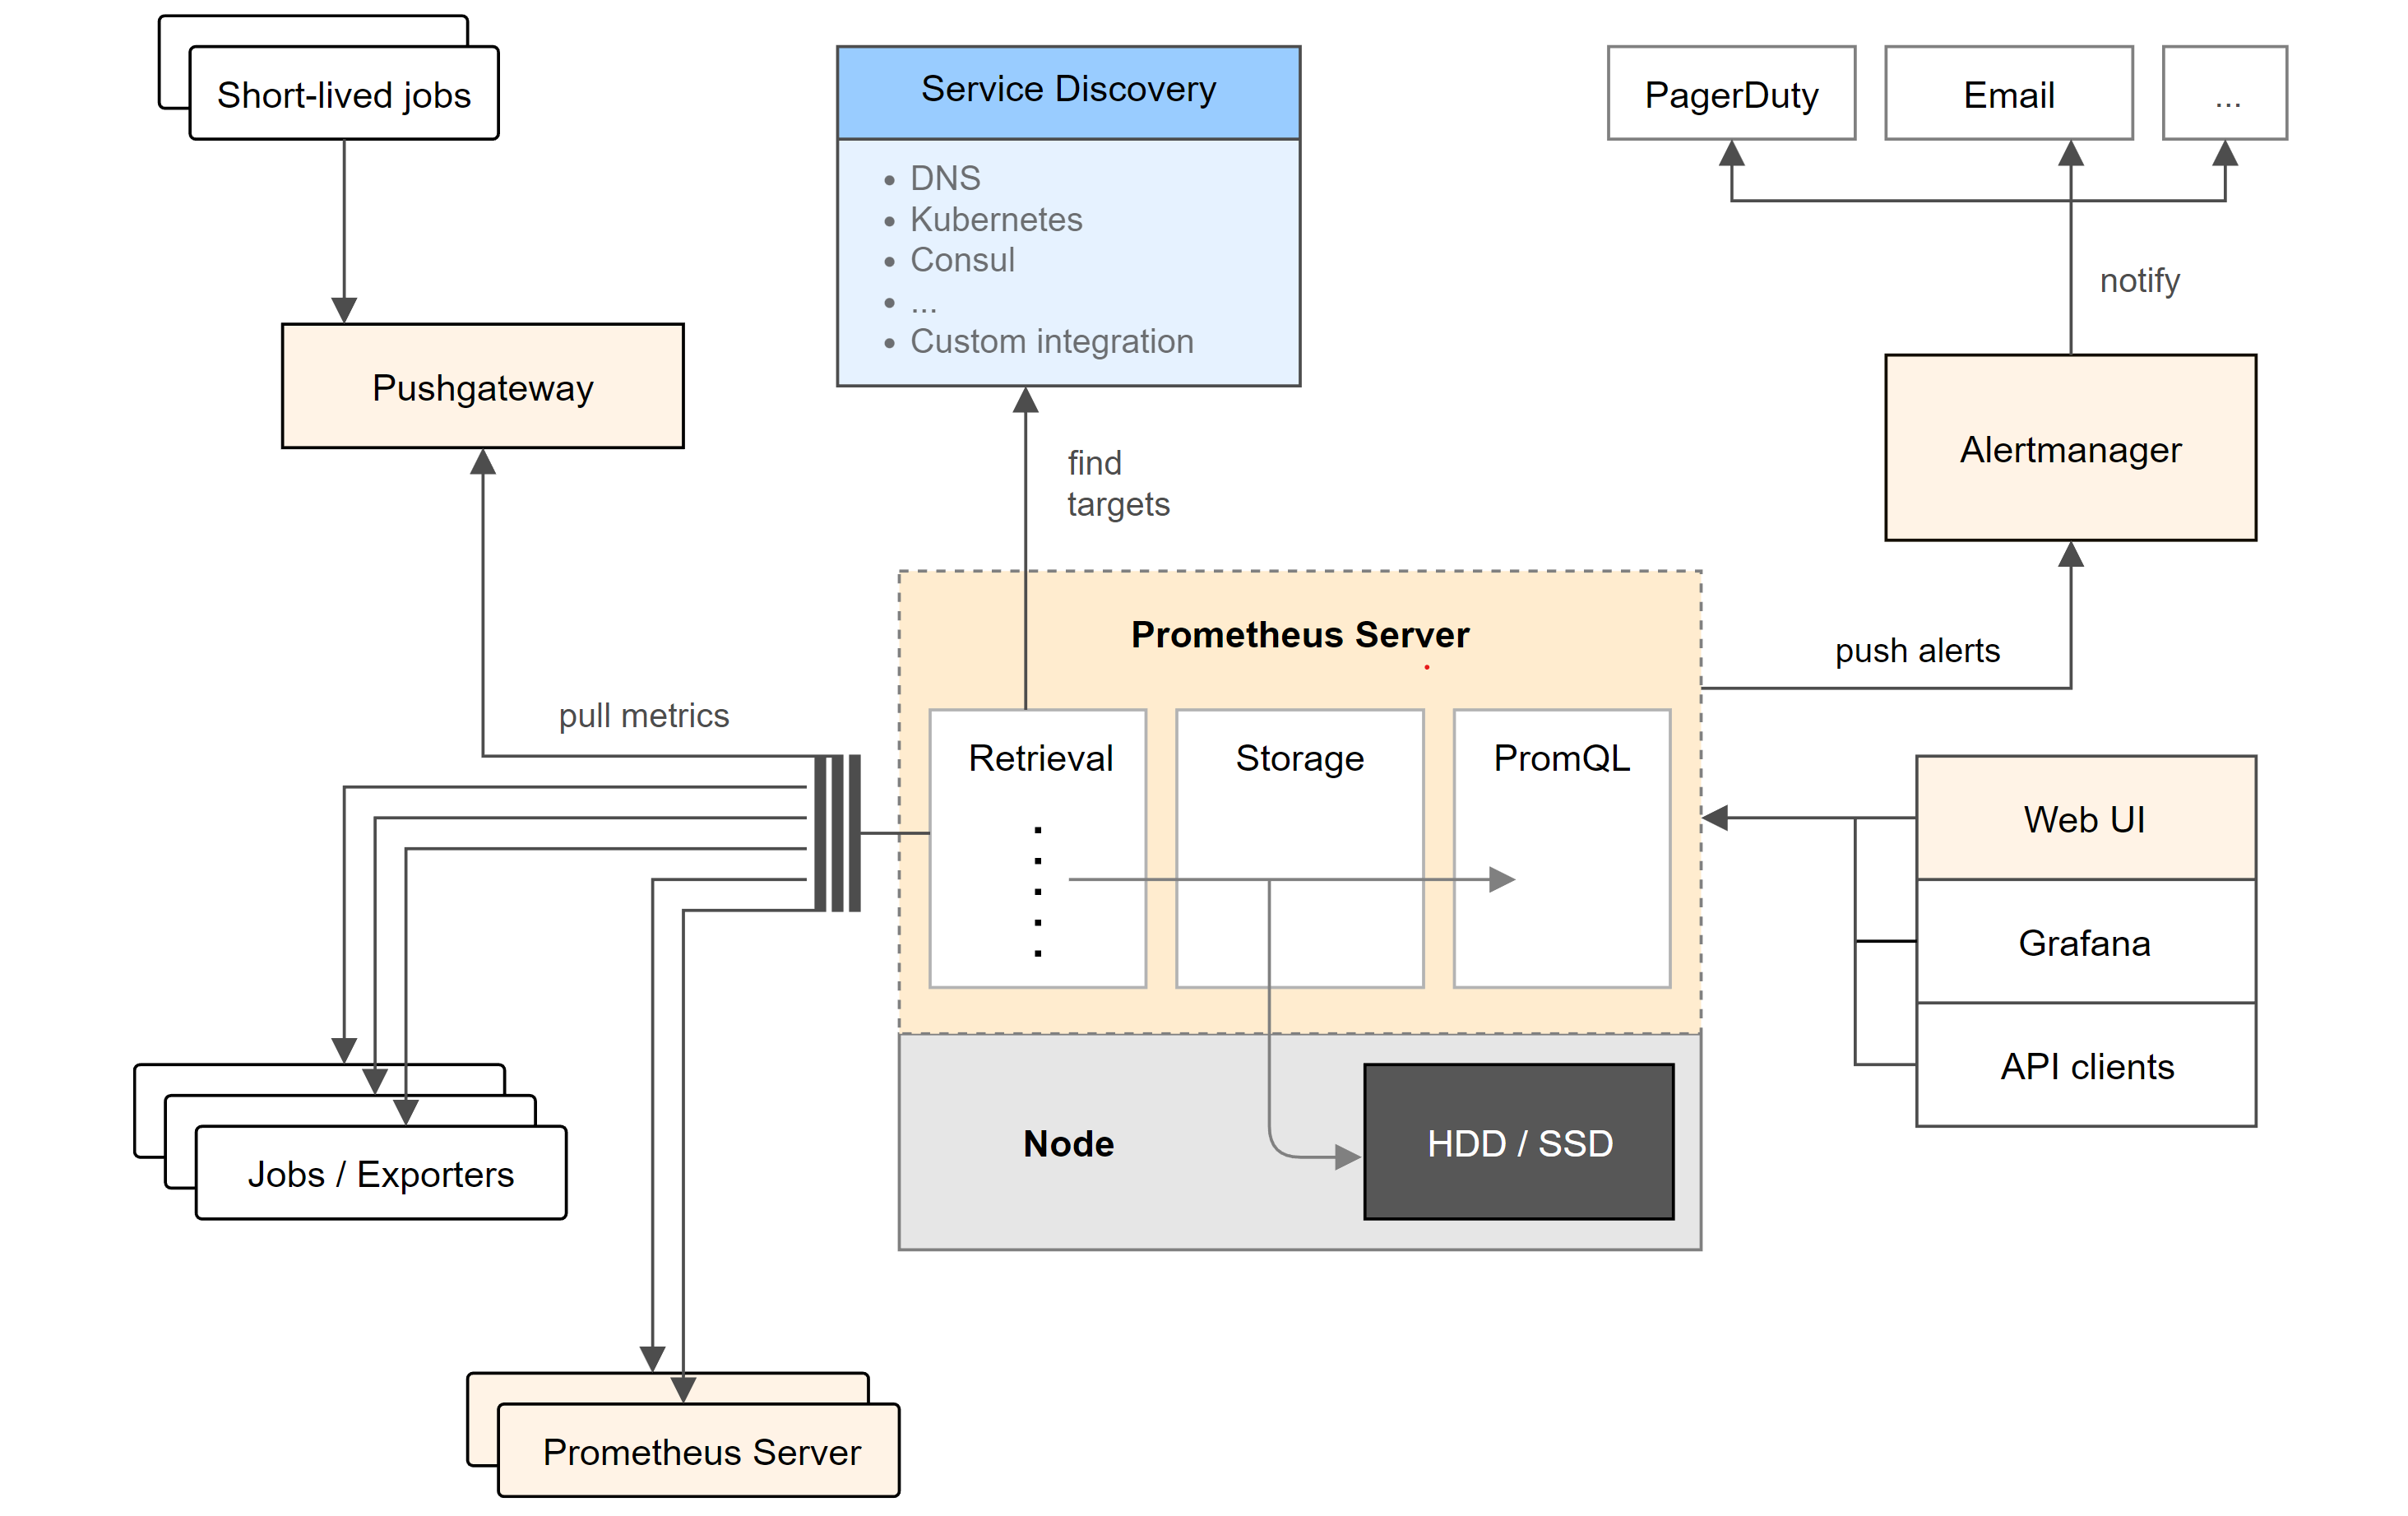 Short-lived jobs
Service Discovery
PagerDuty
Email
...
DNS
Kubernetes
Consul
...
Custom integration
notify
Pushgateway
Alertmanager
find
targets
Prometheus Server
push alerts
pull metrics
Retrieval
Storage
PromQL
Web UI
Grafana
API clients
Node
HDD / SSD
Jobs / Exporters
Prometheus Server